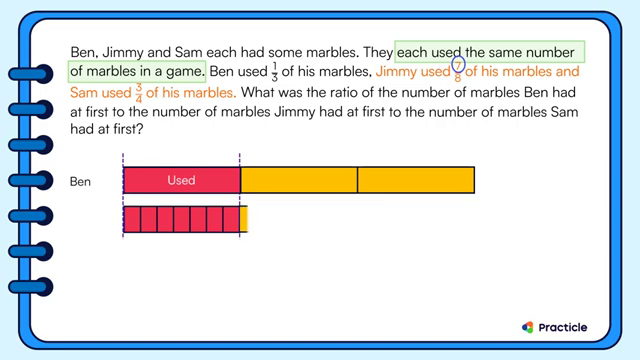 Ben, Jimmy and Sam each had some marbles. They each used the same number
of marbles in a game. Ben used 1/3 of his marbles, Jimmy used 7/8 of his marbles and
Sam used 3/4 of his marbles. What was the ratio of the number of marbles Ben had
at first to the number of marbles Jimmy had at first to the number of marbles Sam
had at first?
Ben
Used
Practicle